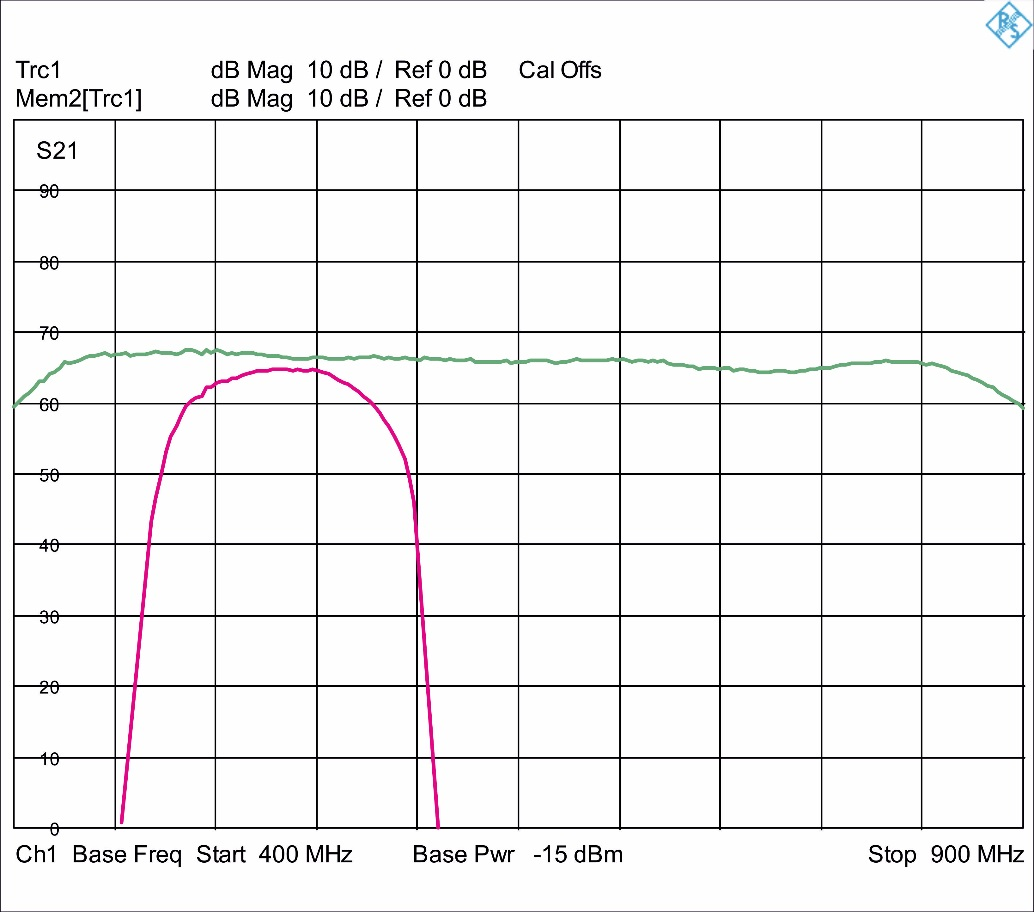 R&S
Trc1 dB Mag 10 dB / Ref 0 dB Cal Offs
Mem2[Trc1] dB Mag 10 dB / Ref 0 dB
S21
90
80
70
60
50
40
30
20
10
0
Ch1 Base Freq Start 400 MHz Base Pwr -15 dBm Stop 900 MHz